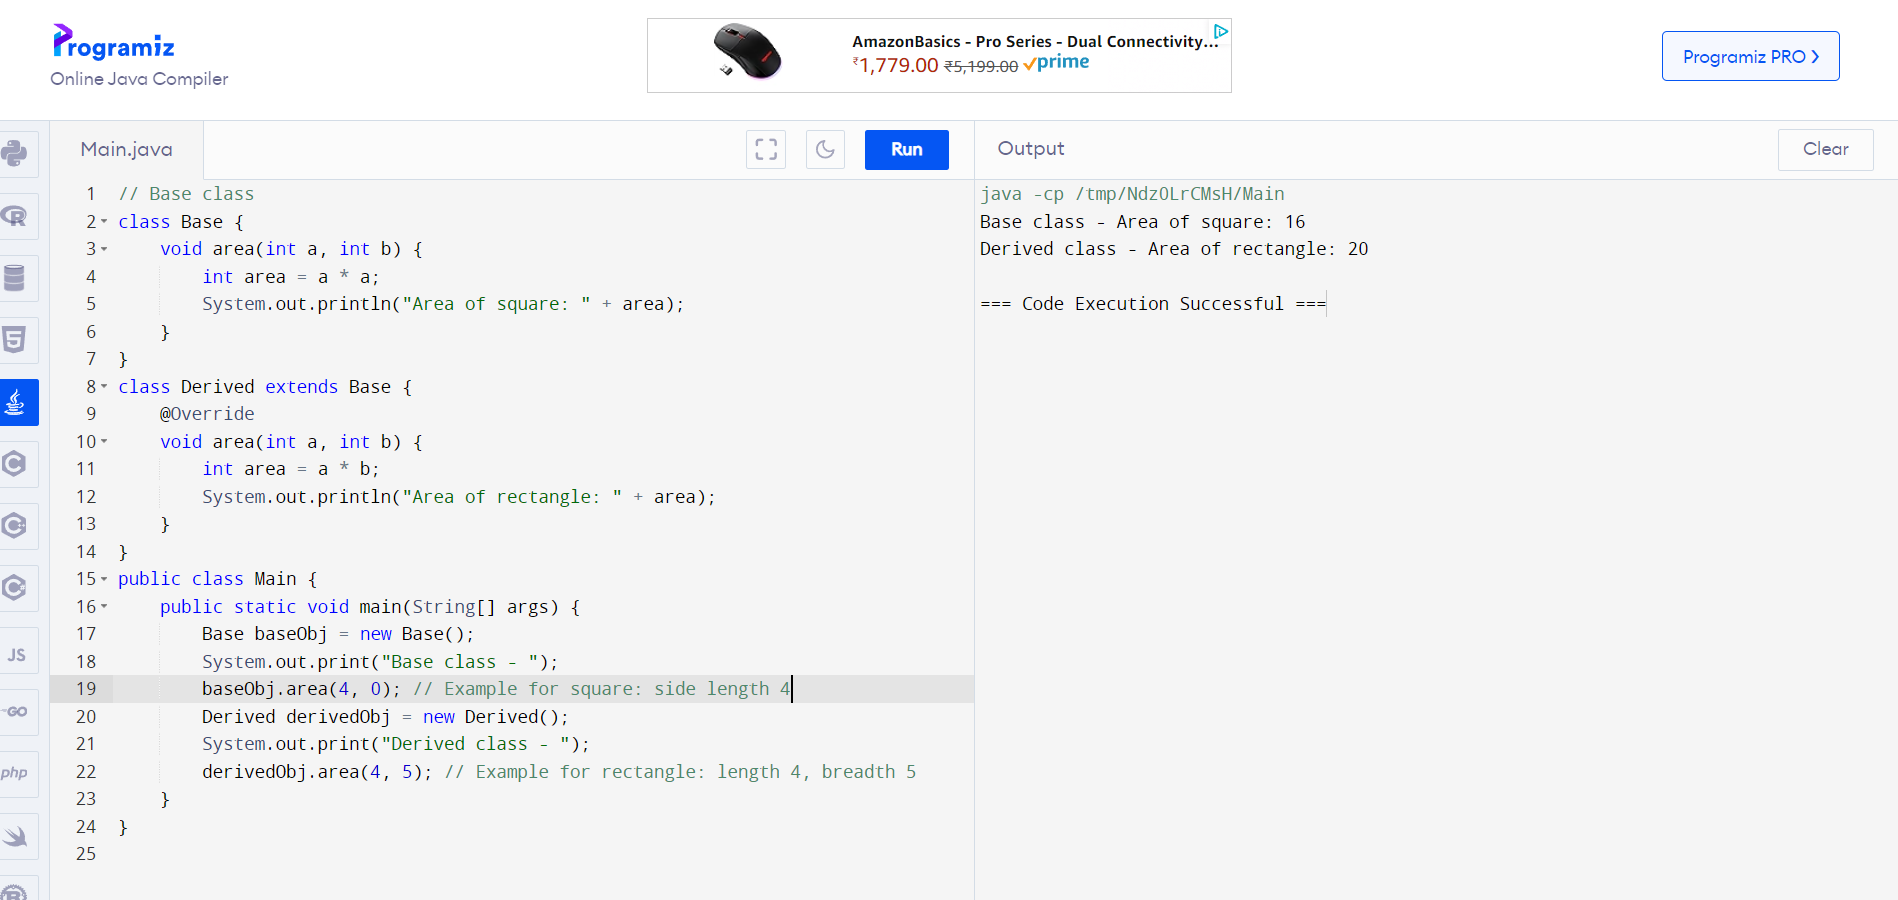 Programiz
Online Java Compiler
AmazonBasics - Pro Series - Dual Connectivity...
₹1,779.00 ₹5,199.00 prime
Programiz PRO
Main.java
Run
Output
Clear
1 // Base class
2 class Base {
3     void area(int a, int b) {
4         int area = a * a;
5         System.out.println("Area of square: " + area);
6     }
7 }
8 class Derived extends Base {
9     @Override
10     void area(int a, int b) {
11         int area = a * b;
12         System.out.println("Area of rectangle: " + area);
13     }
14 }
15 public class Main {
16     public static void main(String[] args) {
17         Base baseObj = new Base();
18         System.out.print("Base class - ");
19         baseObj.area(4, 0); // Example for square: side length 4
20         Derived derivedObj = new Derived();
21         System.out.print("Derived class - ");
22         derivedObj.area(4, 5); // Example for rectangle: length 4, breadth 5
23     }
24 }
25
java -cp /tmp/NdzOLrCMsH/Main
Base class - Area of square: 16
Derived class - Area of rectangle: 20
=== Code Execution Successful ===
R
5
C
C
C
JS
GO
php